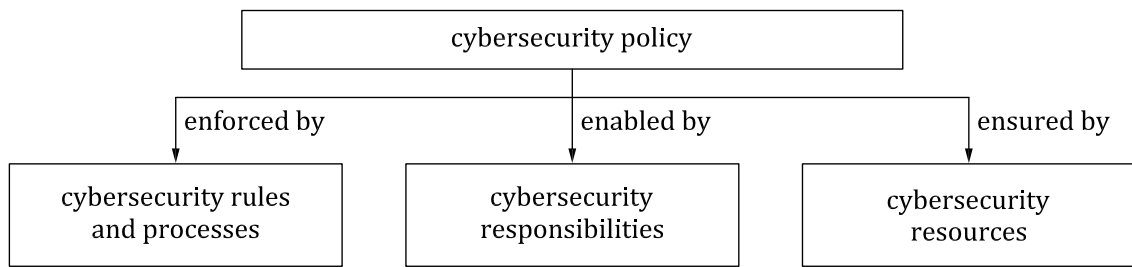 cybersecurity policy
enforced by
enabled by
ensured by
cybersecurity rules
and processes
cybersecurity
responsibilities
cybersecurity
resources